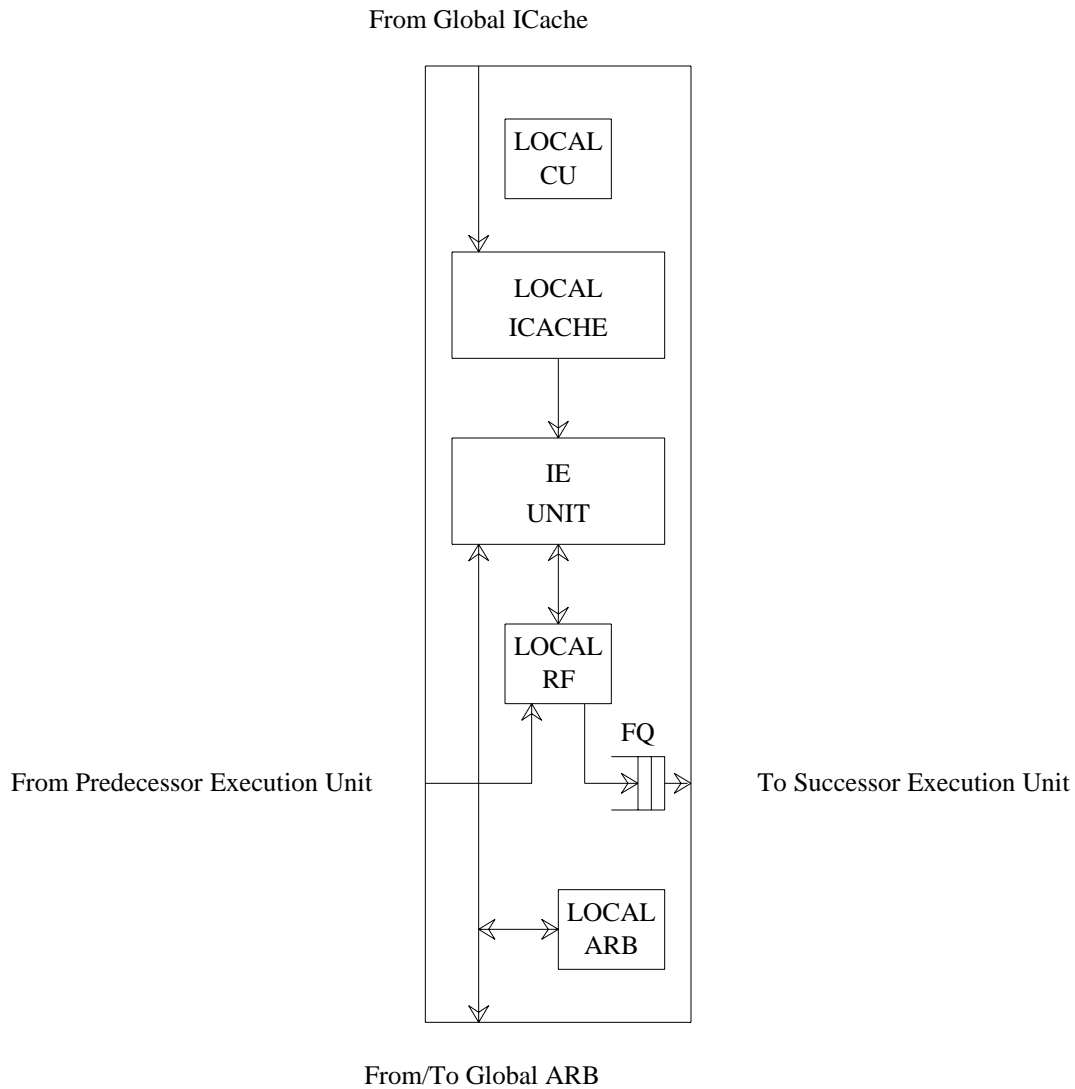 From Global ICache
LOCAL
CU
LOCAL
ICACHE
IE
UNIT
LOCAL
RF
FQ
From Predecessor Execution Unit
To Successor Execution Unit
LOCAL
ARB
From/To Global ARB